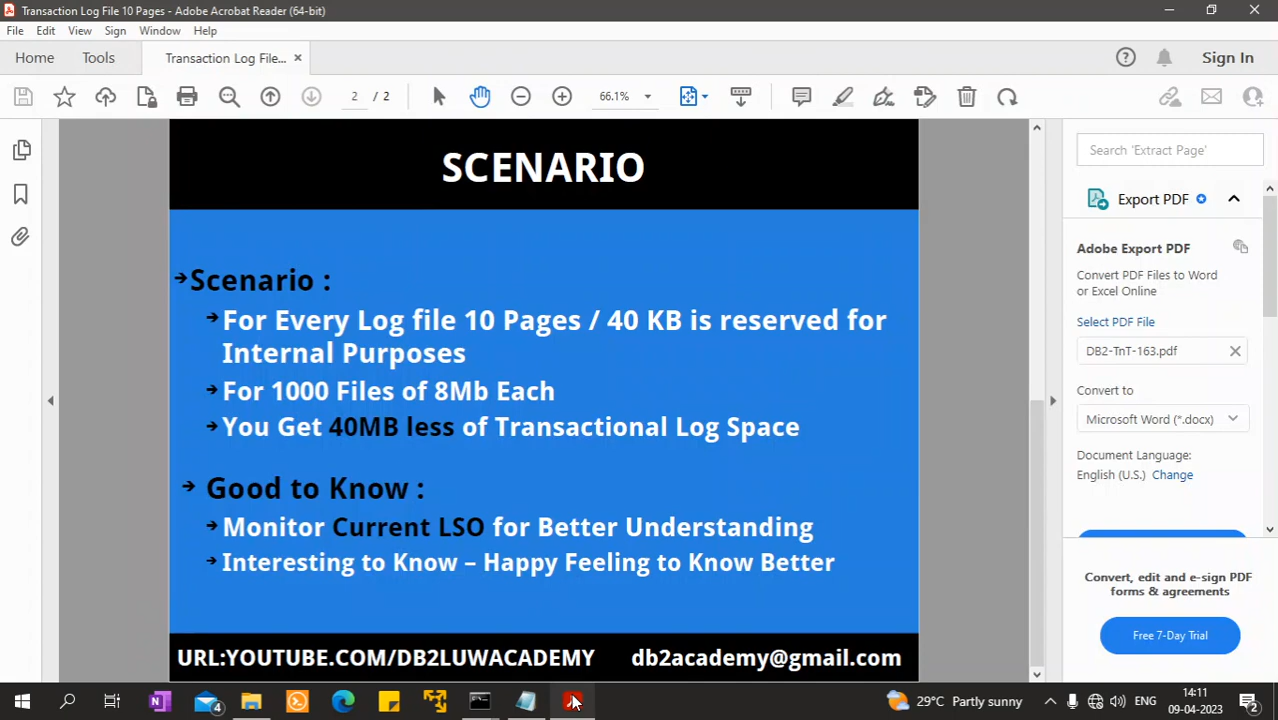 Transaction Log File 10 Pages - Adobe Acrobat Reader (64-bit)
File Edit View Sign Window Help
Home Tools Transaction Log File...
Sign In
2 / 2 66.1%
SCENARIO
Scenario :
For Every Log file 10 Pages / 40 KB is reserved for
Internal Purposes
For 1000 Files of 8Mb Each
You Get 40MB less of Transactional Log Space
Good to Know :
Monitor Current LSO for Better Understanding
Interesting to Know – Happy Feeling to Know Better
URL:YOUTUBE.COM/DB2LUWACADEMY db2academy@gmail.com
Search 'Extract Page'
Export PDF
Adobe Export PDF
Convert PDF Files to Word
or Excel Online
Select PDF File
DB2-TnT-163.pdf
Convert to
Microsoft Word (*.docx)
Document Language:
English (U.S.) Change
Convert, edit and e-sign PDF
forms & agreements
Free 7-Day Trial
4
29°C Partly sunny
ENG
14:11
09-04-2023
2